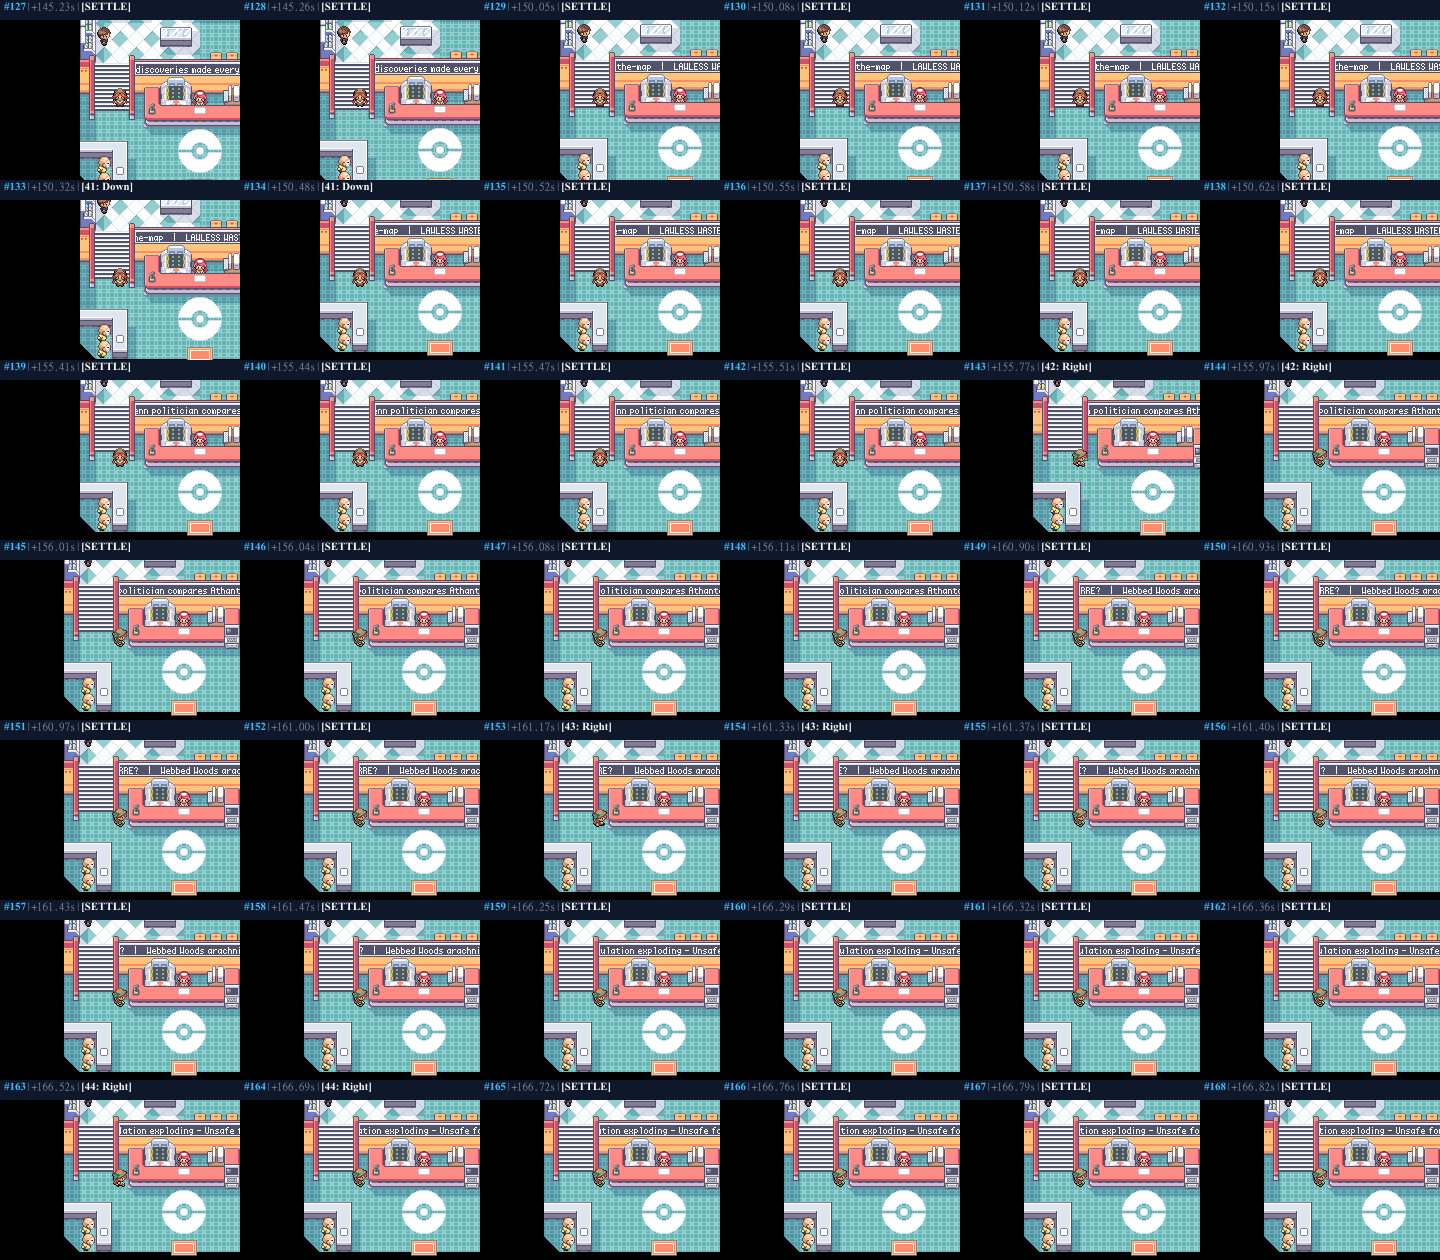 #127|+145.23s|[SETTLE] #128|+145.26s|[SETTLE] #129|+150.05s|[SETTLE] #130|+150.08s|[SETTLE] #131|+150.12s|[SETTLE] #132|+150.15s|[SETTLE]
discoveries made every discoveries made every the-map | LAWLESS WA the-map | LAWLESS WA the-map | LAWLESS WA the-map | LAWLESS WA
#133|+150.32s|[41: Down] #134|+150.48s|[41: Down] #135|+150.52s|[SETTLE] #136|+150.55s|[SETTLE] #137|+150.58s|[SETTLE] #138|+150.62s|[SETTLE]
he-map | LAWLESS WAS e-map | LAWLESS WASTE -map | LAWLESS WASTE -map | LAWLESS WASTE -map | LAWLESS WASTE -map | LAWLESS WASTE
#139|+155.41s|[SETTLE] #140|+155.44s|[SETTLE] #141|+155.47s|[SETTLE] #142|+155.51s|[SETTLE] #143|+155.77s|[42: Right] #144|+155.97s|[42: Right]
enn politician compares enn politician compares nn politician compares nn politician compares politician compares Ath politician compares Athant
#145|+156.01s|[SETTLE] #146|+156.04s|[SETTLE] #147|+156.08s|[SETTLE] #148|+156.11s|[SETTLE] #149|+160.90s|[SETTLE] #150|+160.93s|[SETTLE]
politician compares Athant politician compares Athant olitician compares Athant olitician compares Athant RRE? | Webbed Woods arac RRE? | Webbed Woods arac
#151|+160.97s|[SETTLE] #152|+161.00s|[SETTLE] #153|+161.17s|[43: Right] #154|+161.33s|[43: Right] #155|+161.37s|[SETTLE] #156|+161.40s|[SETTLE]
RRE? | Webbed Woods arac RRE? | Webbed Woods arac RE? | Webbed Woods arach E? | Webbed Woods arachn E? | Webbed Woods arachn ? | Webbed Woods arachn
#157|+161.43s|[SETTLE] #158|+161.47s|[SETTLE] #159|+166.25s|[SETTLE] #160|+166.29s|[SETTLE] #161|+166.32s|[SETTLE] #162|+166.36s|[SETTLE]
? | Webbed Woods arachni ? | Webbed Woods arachni ulation exploding - Unsafe ulation exploding - Unsafe ulation exploding - Unsafe ulation exploding - Unsafe
#163|+166.52s|[44: Right] #164|+166.69s|[44: Right] #165|+166.72s|[SETTLE] #166|+166.76s|[SETTLE] #167|+166.79s|[SETTLE] #168|+166.82s|[SETTLE]
lation exploding - Unsafe f ation exploding - Unsafe fo tion exploding - Unsafe fo tion exploding - Unsafe fo tion exploding - Unsafe fo tion exploding - Unsafe fo